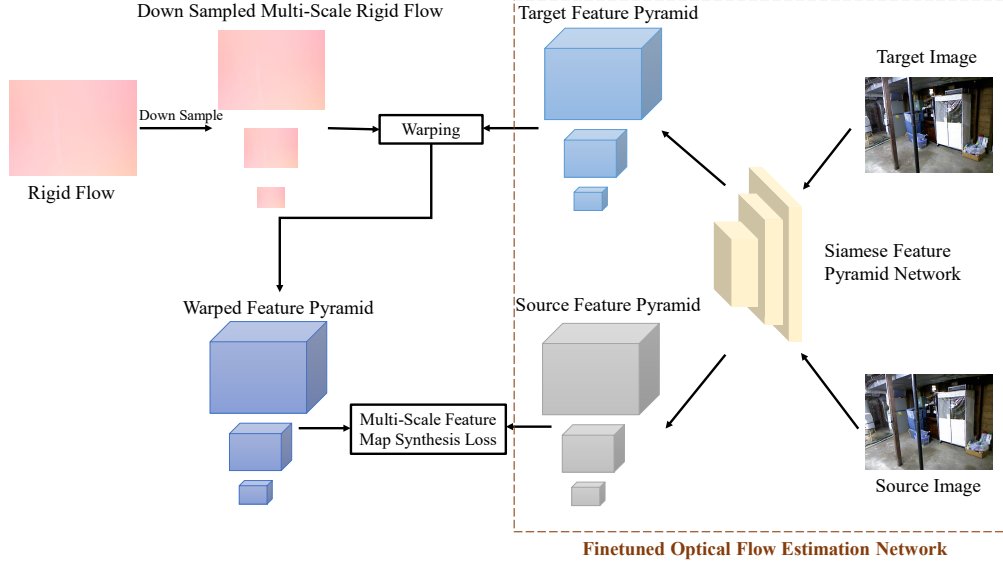 Down Sampled Multi-Scale Rigid Flow
Target Feature Pyramid
Target Image
Down Sample
Warping
Rigid Flow
Siamese Feature
Pyramid Network
Warped Feature Pyramid
Source Feature Pyramid
Multi-Scale Feature
Map Synthesis Loss
Source Image
Finetuned Optical Flow Estimation Network